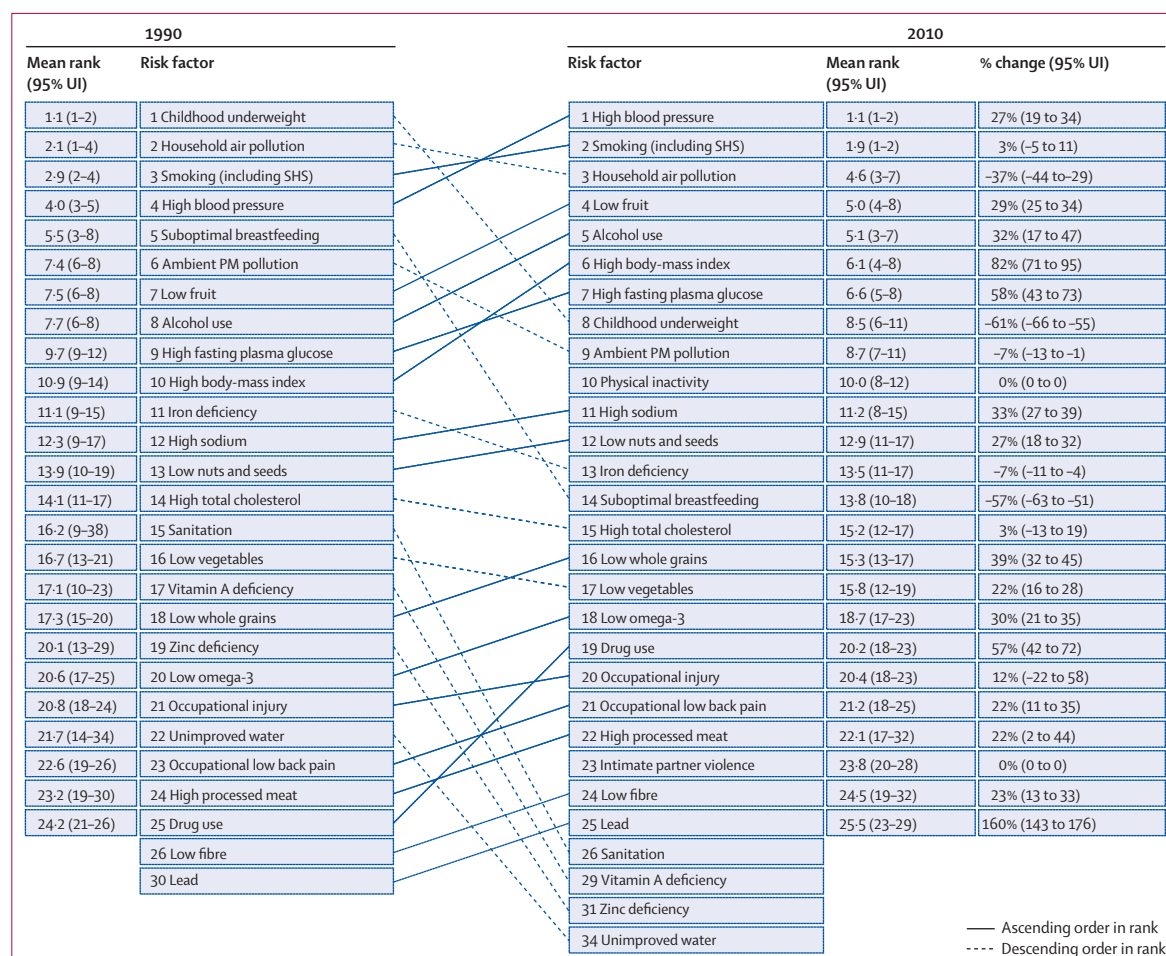 1990
2010
Mean rank (95% UI) Risk factor
Risk factor Mean rank (95% UI) % change (95% UI)
1·1 (1–2) 1 Childhood underweight 1 High blood pressure 1·1 (1–2) 27% (19 to 34)
2·1 (1–4) 2 Household air pollution 2 Smoking (including SHS) 1·9 (1–2) 3% (–5 to 11)
2·9 (2–4) 3 Smoking (including SHS) 3 Household air pollution 4·6 (3–7) –37% (–44 to–29)
4·0 (3–5) 4 High blood pressure 4 Low fruit 5·0 (4–8) 29% (25 to 34)
5·5 (3–8) 5 Suboptimal breastfeeding 5 Alcohol use 5·1 (3–7) 32% (17 to 47)
7·4 (6–8) 6 Ambient PM pollution 6 High body-mass index 6·1 (4–8) 82% (71 to 95)
7·5 (6–8) 7 Low fruit 7 High fasting plasma glucose 6·6 (5–8) 58% (43 to 73)
7·7 (6–8) 8 Alcohol use 8 Childhood underweight 8·5 (6–11) –61% (–66 to –55)
9·7 (9–12) 9 High fasting plasma glucose 9 Ambient PM pollution 8·7 (7–11) –7% (–13 to –1)
10·9 (9–14) 10 High body-mass index 10 Physical inactivity 10·0 (8–12) 0% (0 to 0)
11·1 (9–15) 11 Iron deficiency 11 High sodium 11·2 (8–15) 33% (27 to 39)
12·3 (9–17) 12 High sodium 12 Low nuts and seeds 12·9 (11–17) 27% (18 to 32)
13·9 (10–19) 13 Low nuts and seeds 13 Iron deficiency 13·5 (11–17) –7% (–11 to –4)
14·1 (11–17) 14 High total cholesterol 14 Suboptimal breastfeeding 13·8 (10–18) –57% (–63 to –51)
16·2 (9–38) 15 Sanitation 15 High total cholesterol 15·2 (12–17) 3% (–13 to 19)
16·7 (13–21) 16 Low vegetables 16 Low whole grains 15·3 (13–17) 39% (32 to 45)
17·1 (10–23) 17 Vitamin A deficiency 17 Low vegetables 15·8 (12–19) 22% (16 to 28)
17·3 (15–20) 18 Low whole grains 18 Low omega-3 18·7 (17–23) 30% (21 to 35)
20·1 (13–29) 19 Zinc deficiency 19 Drug use 20·2 (18–23) 57% (42 to 72)
20·6 (17–25) 20 Low omega-3 20 Occupational injury 20·4 (18–23) 12% (–22 to 58)
20·8 (18–24) 21 Occupational injury 21 Occupational low back pain 21·2 (18–25) 22% (11 to 35)
21·7 (14–34) 22 Unimproved water 22 High processed meat 22·1 (17–32) 22% (2 to 44)
22·6 (19–26) 23 Occupational low back pain 23 Intimate partner violence 23·8 (20–28) 0% (0 to 0)
23·2 (19–30) 24 High processed meat 24 Low fibre 24·5 (19–32) 23% (13 to 33)
24·2 (21–26) 25 Drug use 25 Lead 25·5 (23–29) 160% (143 to 176)
26 Low fibre 26 Sanitation
30 Lead 29 Vitamin A deficiency
31 Zinc deficiency
34 Unimproved water
Ascending order in rank
Descending order in rank